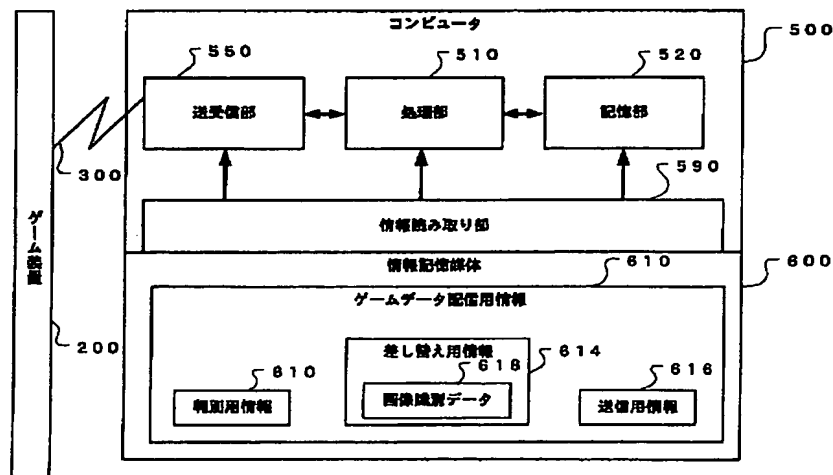 コンピュータ
500
550
510
520
送受信部
処理部
記憶部
300
590
情報読み取り部
ゲーム装置
情報記憶媒体
610
600
ゲームデータ配信用情報
200
差し替え用情報
614
610
618
616
判別用情報
画像識別データ
送信用情報